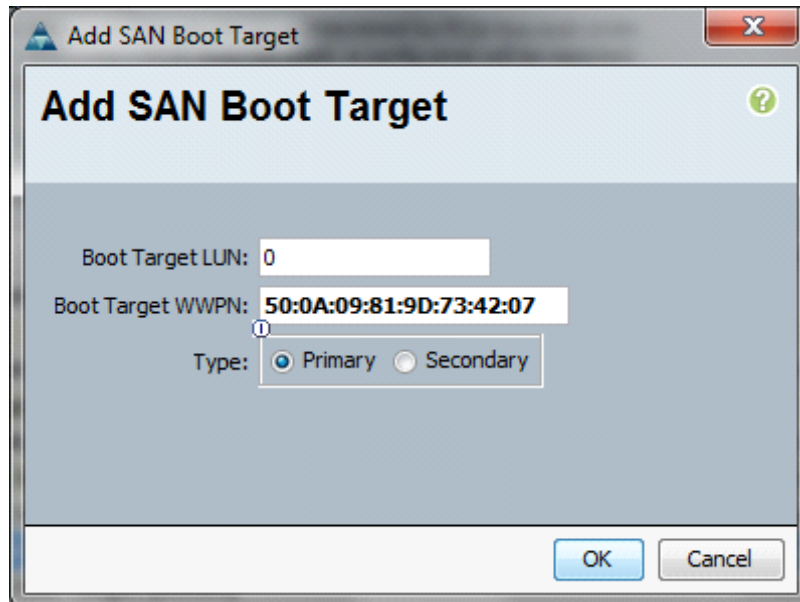 Add SAN Boot Target
Add SAN Boot Target
Boot Target LUN: 0
Boot Target WWPN: 50:0A:09:81:9D:73:42:07
Type: Primary Secondary
OK Cancel